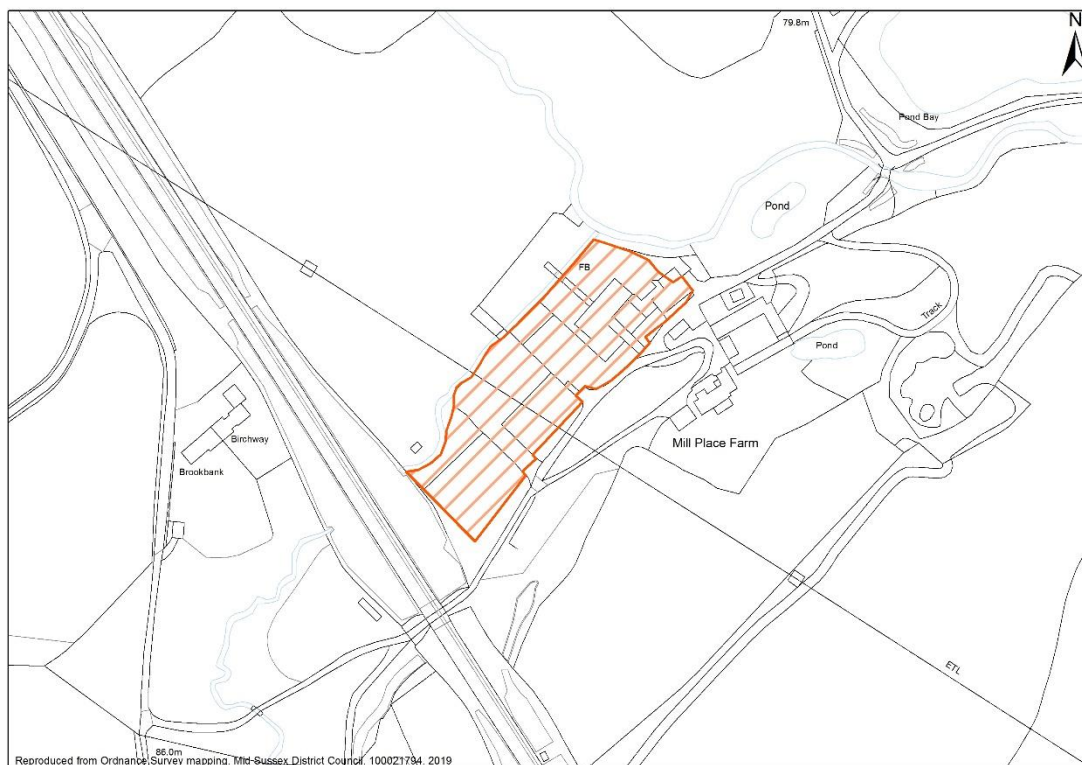 79.8m
N
Pond Bay
Pond
FB
Track
Pond
Mill Place Farm
Birchway
Brookbank
ETL
86.0m
Reproduced from Ordnance Survey mapping. Mid Sussex District Council. 100021794. 2019